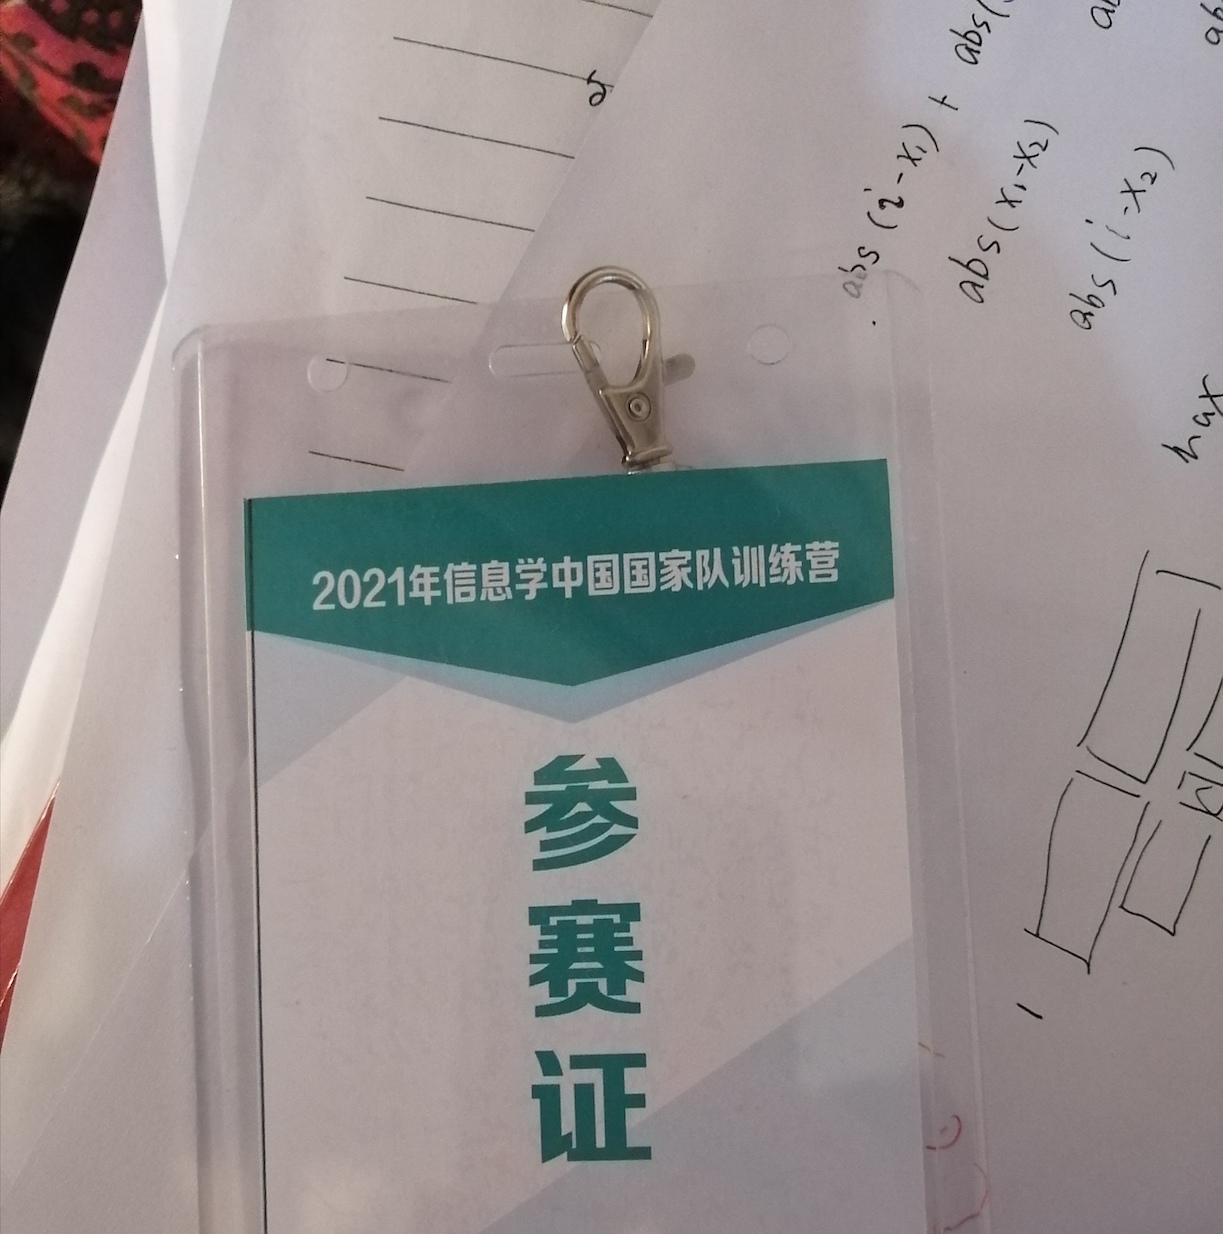 abs(i-x₁) + abs(
abs(x₁-x₂)
abs(i-x₂)
max
2021年信息学中国国家队训练营
参
赛
证